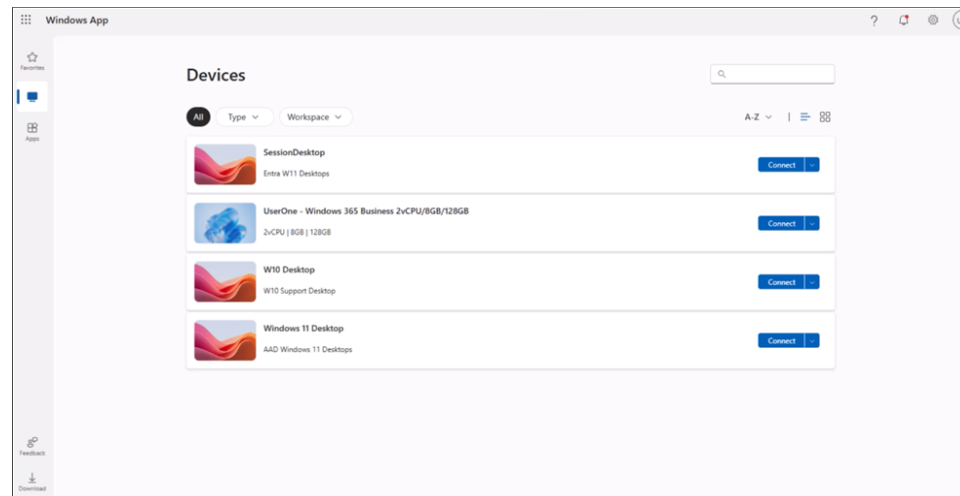 Windows App
?
Favorites
Apps
Devices
All
Type
Workspace
A-Z
SessionDesktop
Entra W11 Desktops
Connect
UserOne - Windows 365 Business 2vCPU/8GB/128GB
2vCPU | 8GB | 128GB
Connect
W10 Desktop
W10 Support Desktop
Connect
Windows 11 Desktop
AAD Windows 11 Desktops
Connect
Feedback
Download